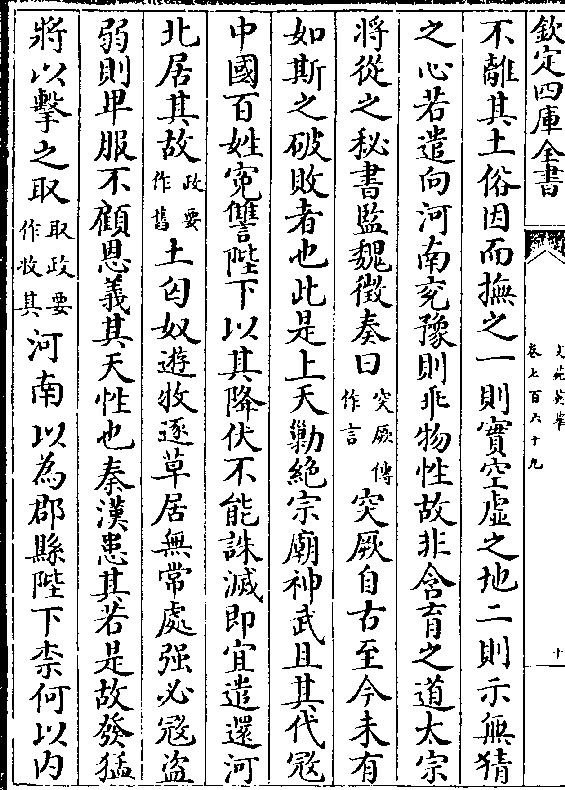 欽定四庫全書
文苑英華
卷七百六十九
十
不離其土俗因而撫之一則實空虛之地二則示無猜
之心若遣向河南兖豫則乖物性故非含育之道太宗
將從之秘書監魏徵奏曰突厥傳作言突厥自古至今未有
如斯之破敗者也此是上天勦絶宗廟神武且其代冦
中國百姓寃讐陛下以其降伏不能誅滅即宜遣還河
北居其故政要作舊土匈奴遊牧逐草居無常處强必冦盜
弱則卑服不顧恩義其天性也秦漢患其若是故發猛
將以擊之取取政要作收其河南以為郡縣陛下柰何以内